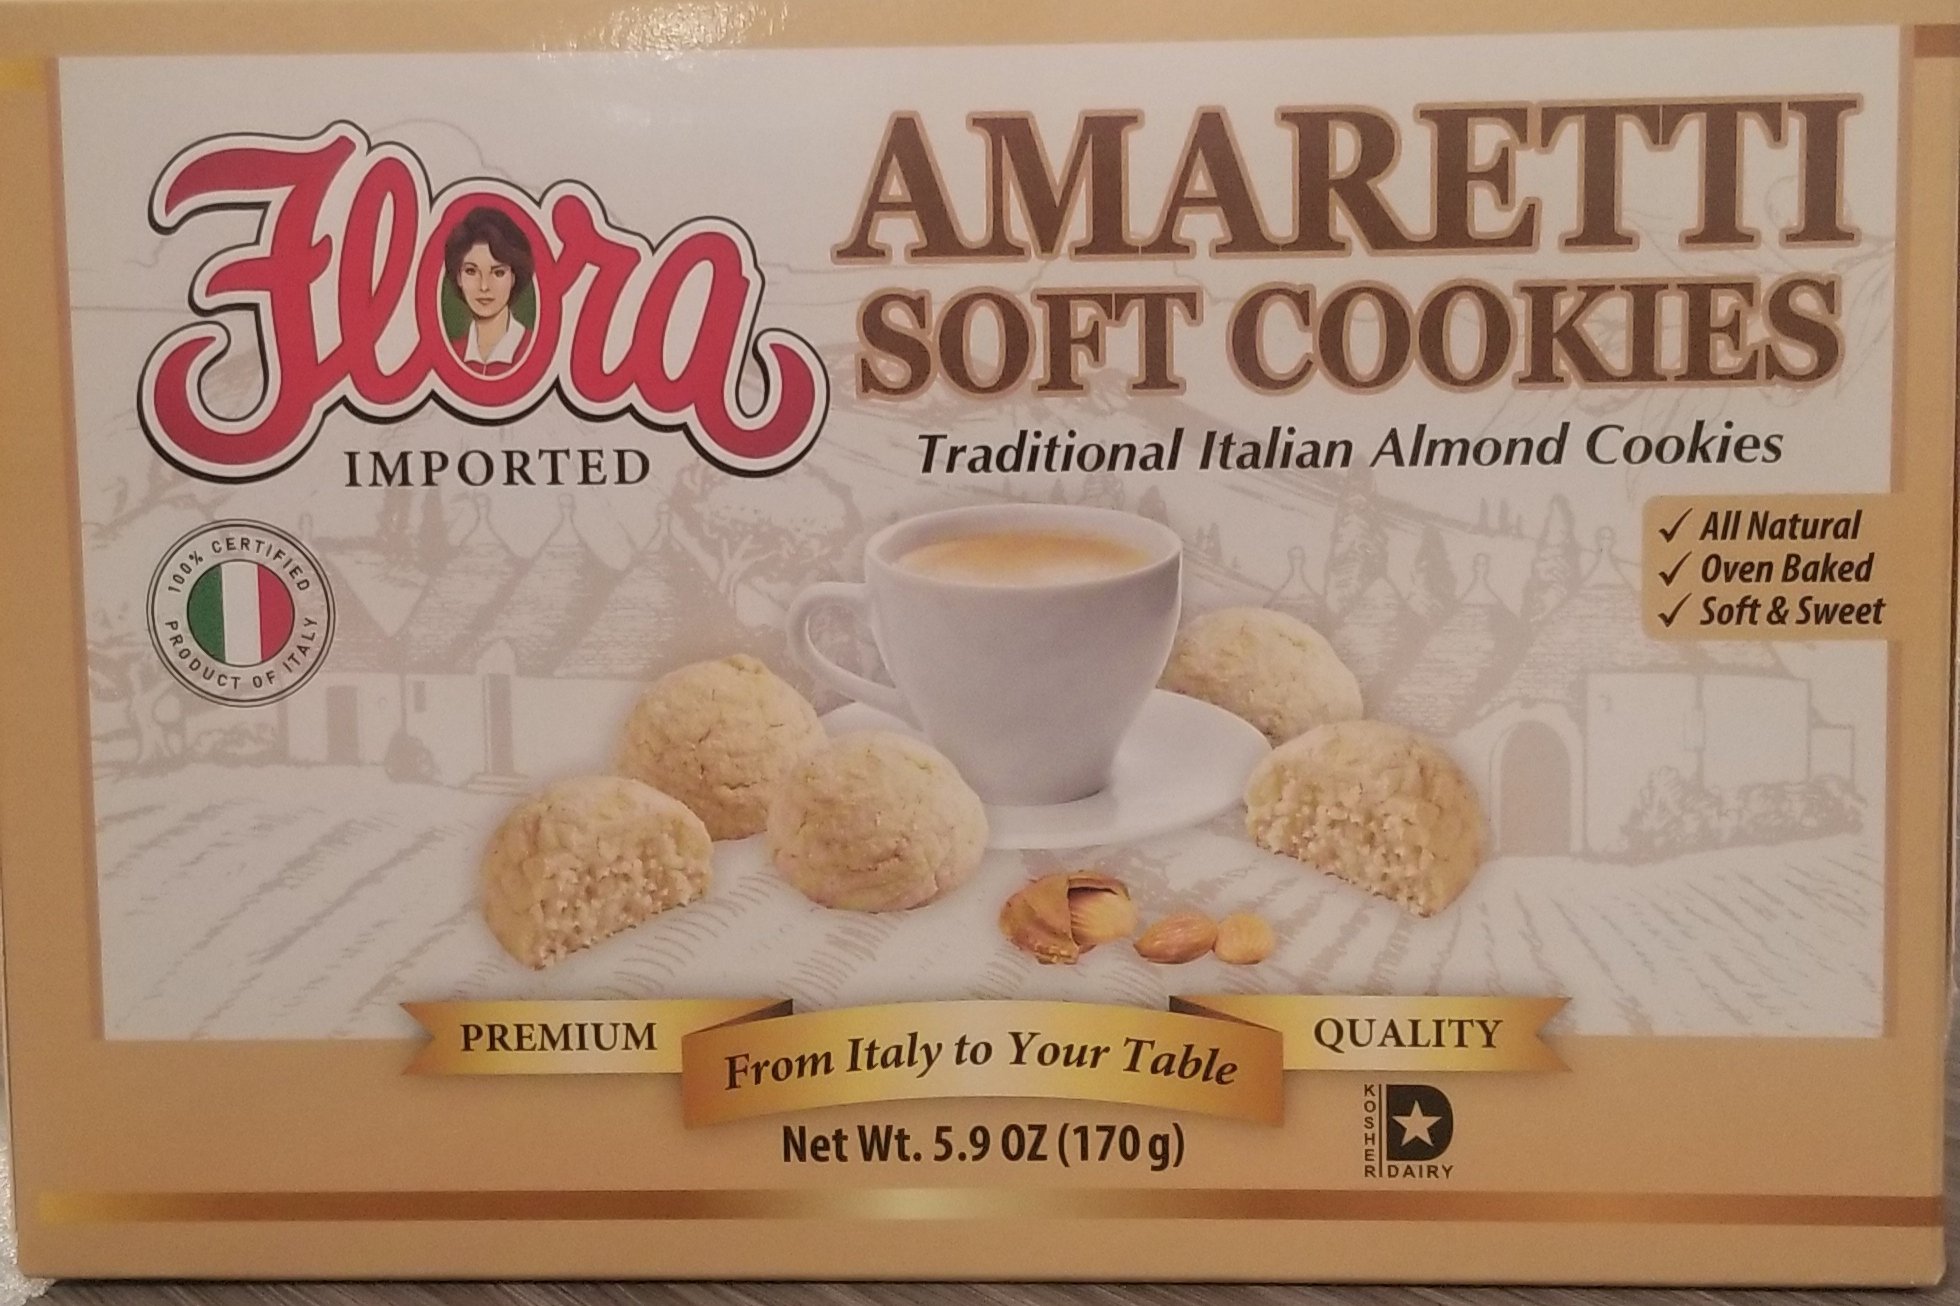 Flora
IMPORTED
AMARETTI
SOFT COOKIES
Traditional Italian Almond Cookies
100% CERTIFIED
PRODUCT OF ITALY
✓ All Natural
✓ Oven Baked
✓ Soft & Sweet
PREMIUM
From Italy to Your Table
QUALITY
Net Wt. 5.9 OZ (170 g)
KOSHER
D
DAIRY